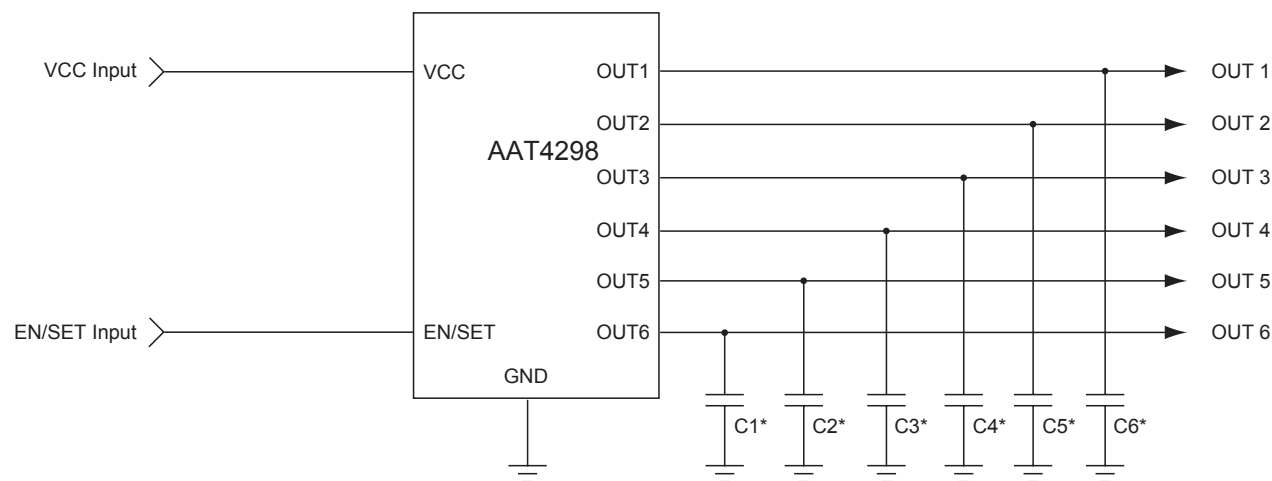 VCC Input
VCC
OUT1
OUT 1
OUT2
OUT 2
AAT4298
OUT3
OUT 3
OUT4
OUT 4
OUT5
OUT 5
EN/SET Input
EN/SET
OUT6
OUT 6
GND
C1*
C2*
C3*
C4*
C5*
C6*